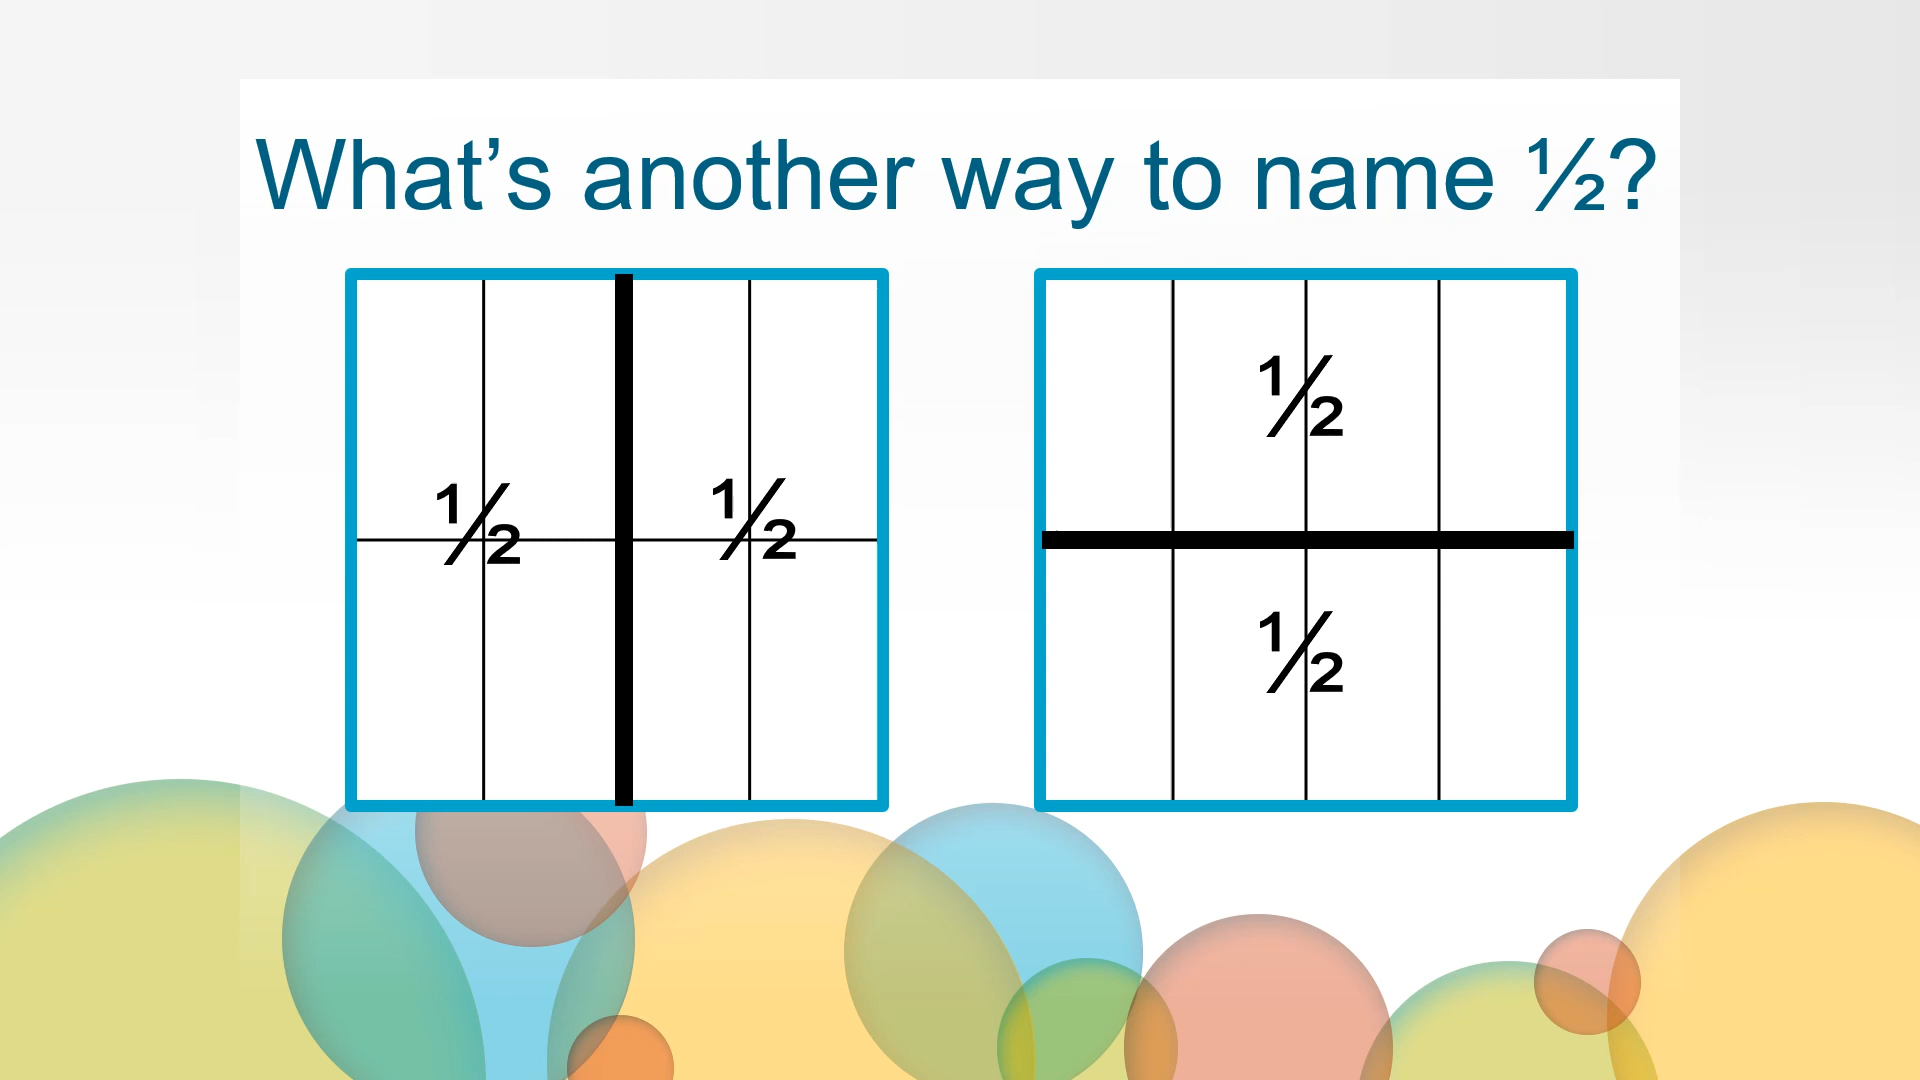 What’s another way to name ½?
½ ½
½
½